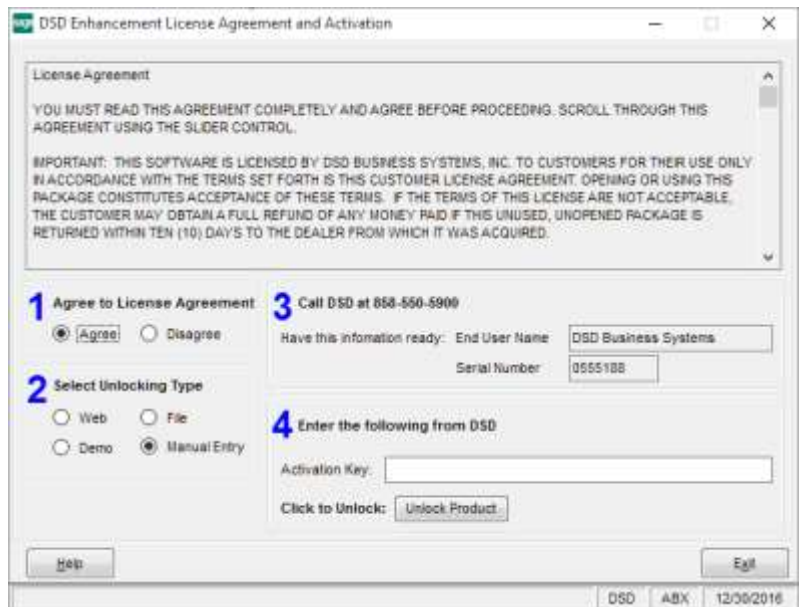 sage DSD Enhancement License Agreement and Activation
License Agreement
YOU MUST READ THIS AGREEMENT COMPLETELY AND AGREE BEFORE PROCEEDING. SCROLL THROUGH THIS
AGREEMENT USING THE SLIDER CONTROL.
IMPORTANT: THIS SOFTWARE IS LICENSED BY DSD BUSINESS SYSTEMS, INC. TO CUSTOMERS FOR THEIR USE ONLY
IN ACCORDANCE WITH THE TERMS SET FORTH IS THIS CUSTOMER LICENSE AGREEMENT. OPENING OR USING THIS
PACKAGE CONSTITUTES ACCEPTANCE OF THESE TERMS. IF THE TERMS OF THIS LICENSE ARE NOT ACCEPTABLE,
THE CUSTOMER MAY OBTAIN A FULL REFUND OF ANY MONEY PAID IF THIS UNUSED, UNOPENED PACKAGE IS
RETURNED WITHIN TEN (10) DAYS TO THE DEALER FROM WHICH IT WAS ACQUIRED.
1 Agree to License Agreement
Agree Disagree
2 Select Unlocking Type
Web File
Demo Manual Entry
3 Call DSD at 858-550-5900
Have this infomation ready: End User Name DSD Business Systems
Serial Number 0555188
4 Enter the following from DSD
Activation Key:
Click to Unlock: Unlock Product
Help Exit
DSD ABX 12/30/2016